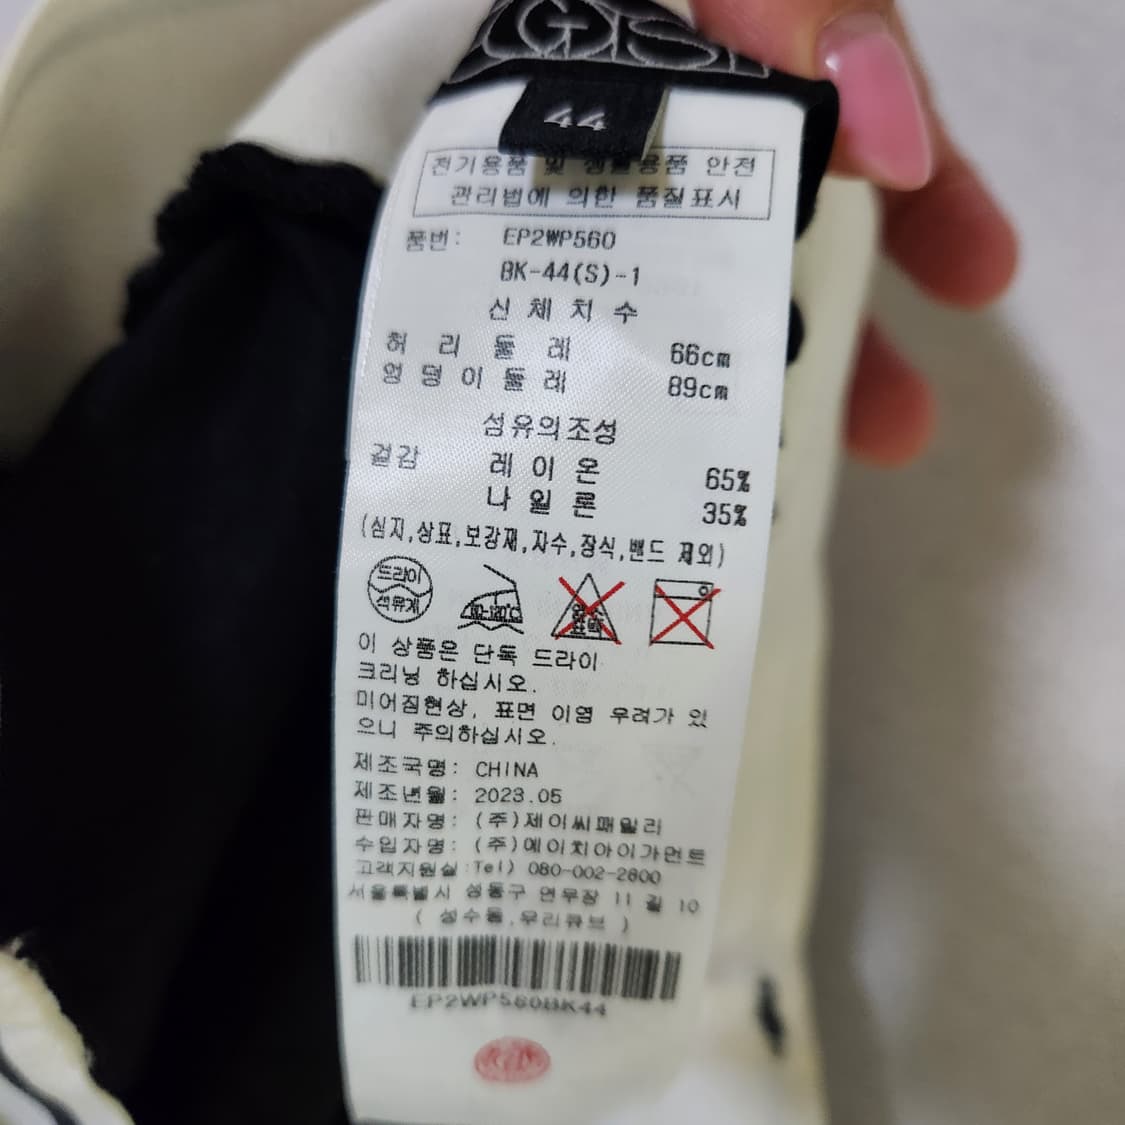 44
전기용품 및 생활용품 안전
관리법에 의한 품질표시
품번: EP2WP560
BK-44(S)-1
신체치수
허리둘레 66cm
엉덩이둘레 89cm
섬유의조성
겉감 레이온 65%
나일론 35%
(심지,상표,보강재,자수,장식,밴드 제외)
드라이
석유계
염소
표백
이 상품은 단독 드라이
크리닝 하십시오.
미어짐현상, 표면 이염 우려가 있
으니 주의하십시오.
제조국명: CHINA
제조년월: 2023.05
판매자명: (주)제이씨패밀리
수입자명: (주)에이치아이가먼트
고객지원실:Tel) 080-002-2800
서울특별시 성동구 연무장 11 길 10
( 성수동,우리큐브 )
EP2WP560BK44